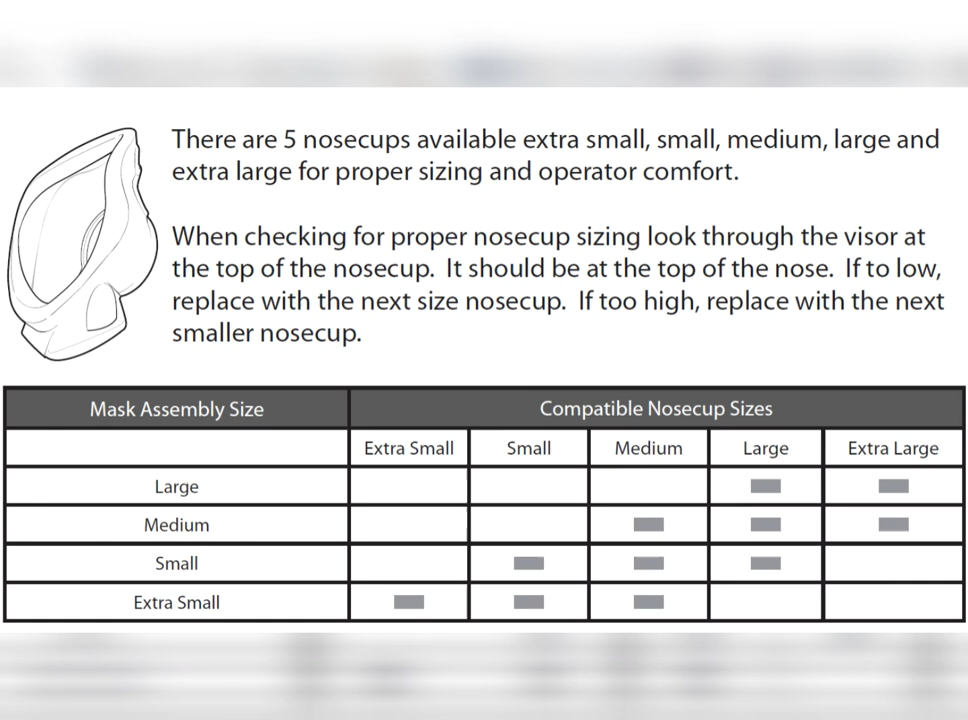 There are 5 nosecups available extra small, small, medium, large and
extra large for proper sizing and operator comfort.
When checking for proper nosecup sizing look through the visor at
the top of the nosecup.  It should be at the top of the nose.  If to low,
replace with the next size nosecup.  If too high, replace with the next
smaller nosecup.
Mask Assembly Size Compatible Nosecup Sizes
Extra Small Small Medium Large Extra Large
Large
Medium
Small
Extra Small